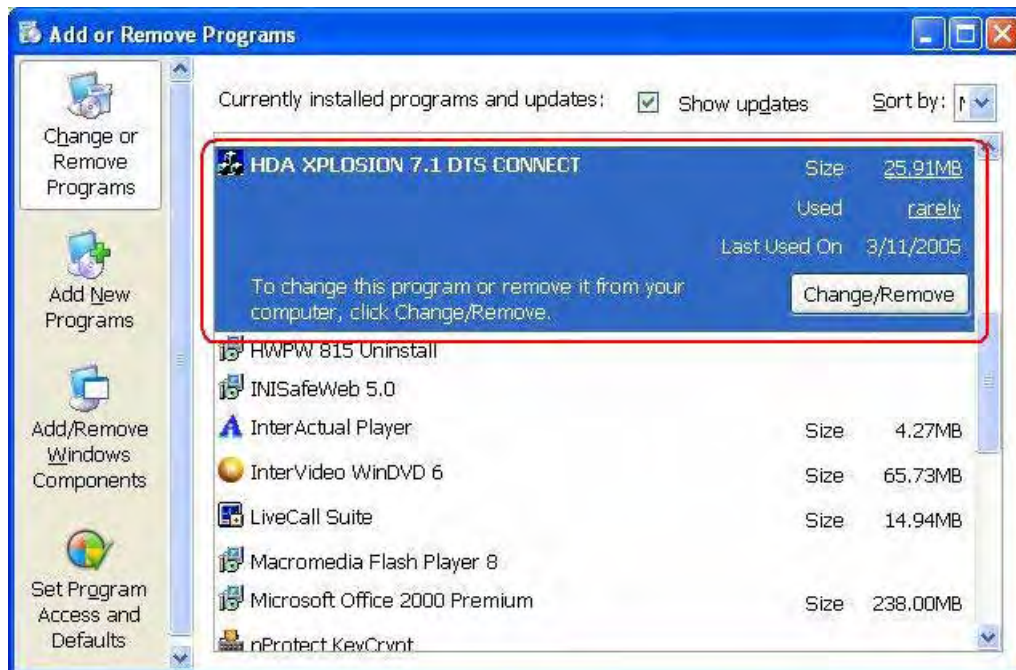 Add or Remove Programs
Change or
Remove
Programs
Add New
Programs
Add/Remove
Windows
Components
Set Program
Access and
Defaults
Currently installed programs and updates:
Show updates
Sort by:
HDA XPLOSION 7.1 DTS CONNECT
Size 25.91MB
Used rarely
Last Used On 3/11/2005
To change this program or remove it from your
computer, click Change/Remove.
Change/Remove
HWPW 815 Uninstall
INISafeWeb 5.0
InterActual Player Size 4.27MB
InterVideo WinDVD 6 Size 65.73MB
LiveCall Suite Size 14.94MB
Macromedia Flash Player 8
Microsoft Office 2000 Premium Size 238.00MB
nProtect KeyCrypt